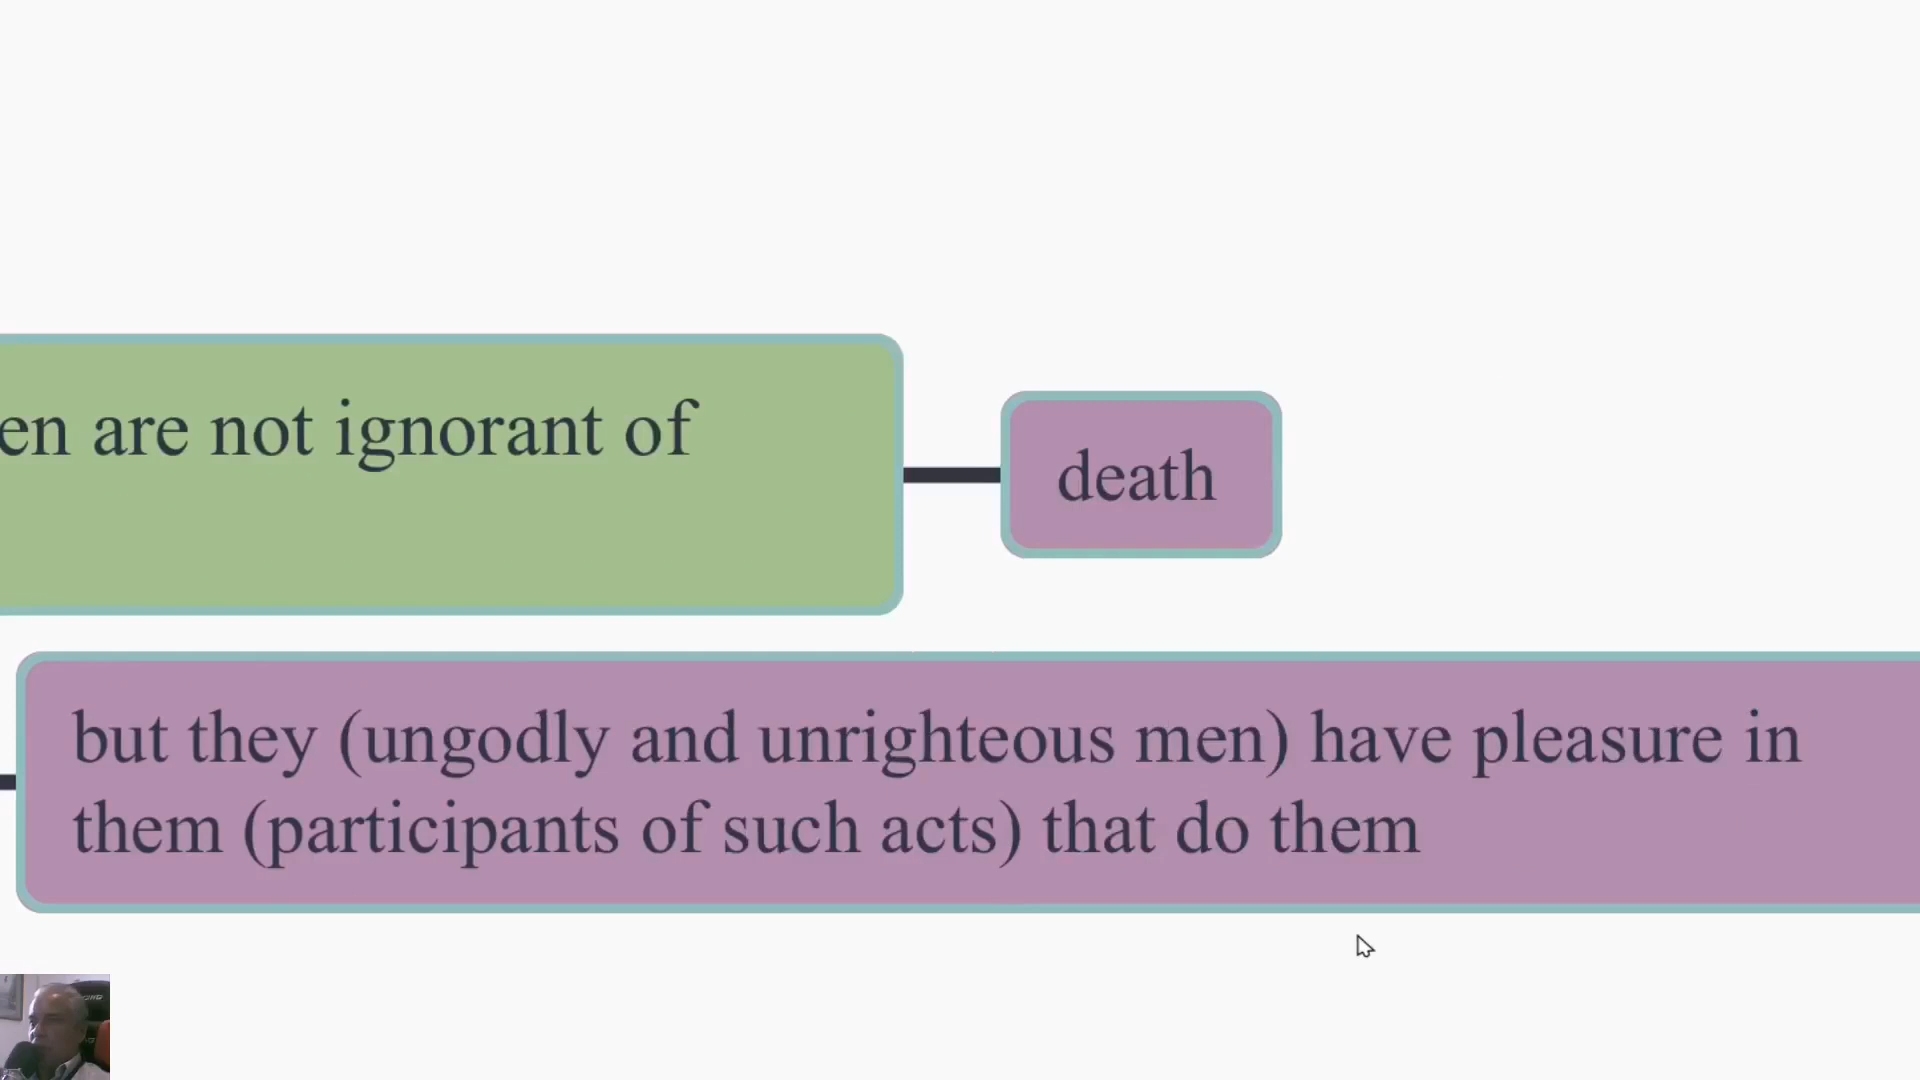 en are not ignorant of
death
but they (ungodly and unrighteous men) have pleasure in
them (participants of such acts) that do them